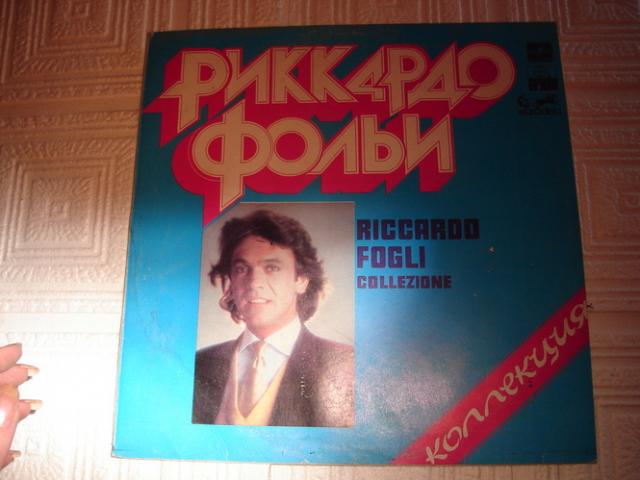 Риккардо
Фольи
RICCARDO
FOGLI
COLLEZIONE
коллекция